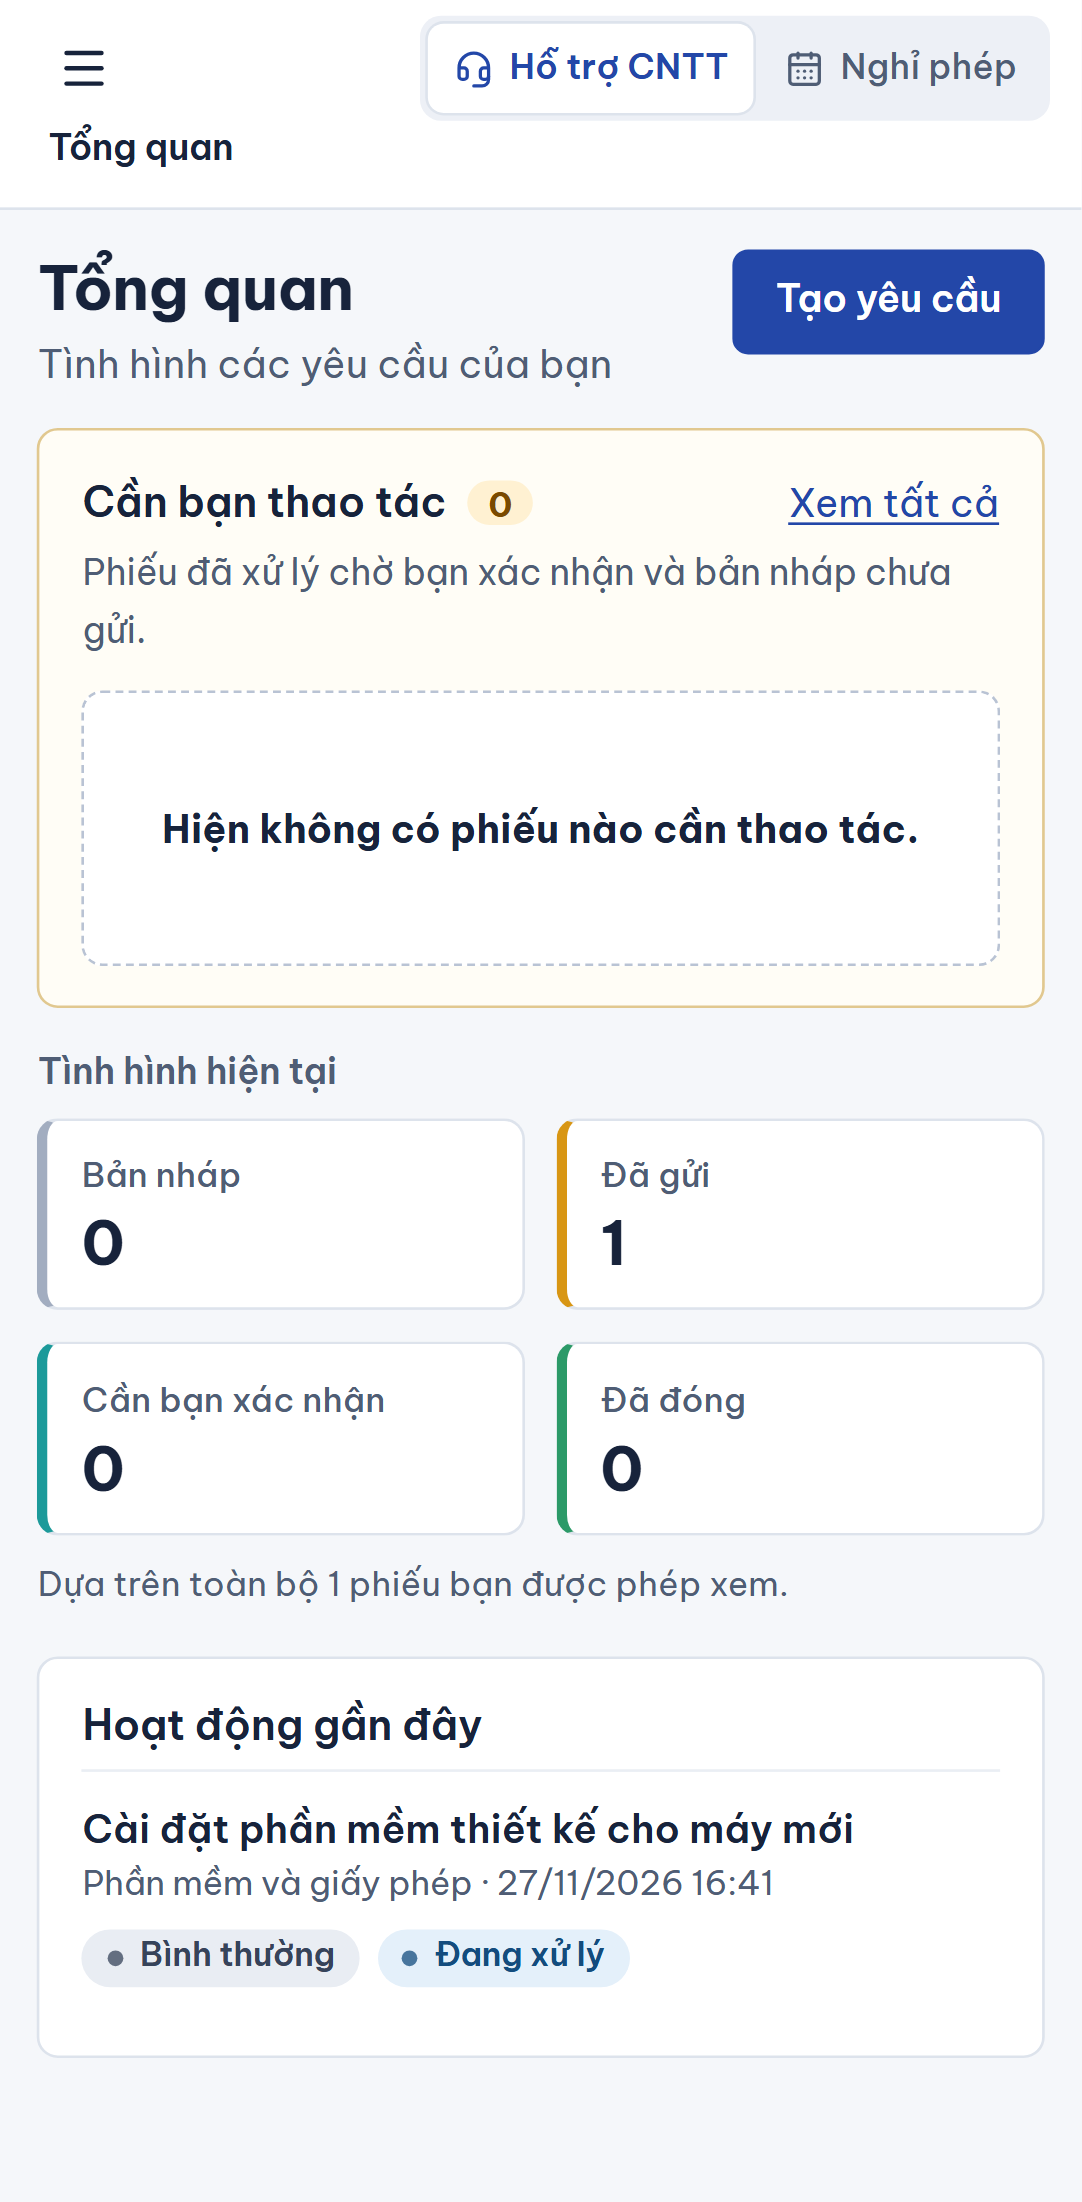 Hỗ trợ CNTT
Nghỉ phép
Tổng quan
Tổng quan
Tạo yêu cầu
Tình hình các yêu cầu của bạn
Cần bạn thao tác 0
Xem tất cả
Phiếu đã xử lý chờ bạn xác nhận và bản nháp chưa
gửi.
Hiện không có phiếu nào cần thao tác.
Tình hình hiện tại
Bản nháp
0
Đã gửi
1
Cần bạn xác nhận
0
Đã đóng
0
Dựa trên toàn bộ 1 phiếu bạn được phép xem.
Hoạt động gần đây
Cài đặt phần mềm thiết kế cho máy mới
Phần mềm và giấy phép · 27/11/2026 16:41
Bình thường
Đang xử lý